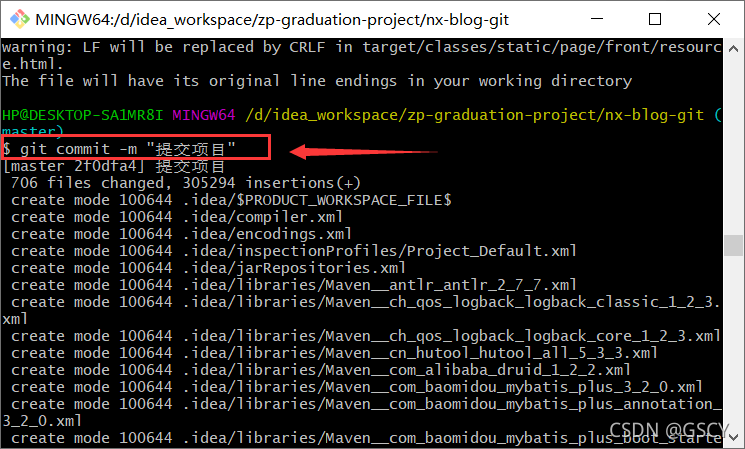 MINGW64:/d/idea_workspace/zp-graduation-project/nx-blog-git
warning: LF will be replaced by CRLF in target/classes/static/page/front/resourc
e.html.
The file will have its original line endings in your working directory
HP@DESKTOP-SA1MR8I MINGW64 /d/idea_workspace/zp-graduation-project/nx-blog-git (
master)
$ git commit -m "提交项目"
[master 2f0dfa4] 提交项目
 706 files changed, 305294 insertions(+)
 create mode 100644 .idea/$PRODUCT_WORKSPACE_FILE$
 create mode 100644 .idea/compiler.xml
 create mode 100644 .idea/encodings.xml
 create mode 100644 .idea/inspectionProfiles/Project_Default.xml
 create mode 100644 .idea/jarRepositories.xml
 create mode 100644 .idea/libraries/Maven__antlr_antlr_2_7_7.xml
 create mode 100644 .idea/libraries/Maven__ch_qos_logback_logback_classic_1_2_3.
xml
 create mode 100644 .idea/libraries/Maven__ch_qos_logback_logback_core_1_2_3.xml
 create mode 100644 .idea/libraries/Maven__cn_hutool_hutool_all_5_3_3.xml
 create mode 100644 .idea/libraries/Maven__com_alibaba_druid_1_2_2.xml
 create mode 100644 .idea/libraries/Maven__com_baomidou_mybatis_plus_3_2_0.xml
 create mode 100644 .idea/libraries/Maven__com_baomidou_mybatis_plus_annotation_
3_2_0.xml
 create mode 100644 .idea/libraries/Maven__com_baomidou_mybatis_plus_boot_starte
CSDN @GSCY